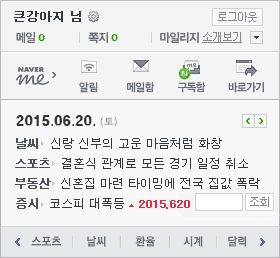 큰강아지 님 로그아웃
메일 0 쪽지 0 마일리지 소개보기
NAVER me 알림 메일함 구독함 바로가기
2015.06.20. (토)
날씨 신랑 신부의 고운 마음처럼 화창
스포츠 결혼식 관계로 모든 경기 일정 취소
부동산 신혼집 마련 타이밍에 전국 집값 폭락
증시 코스피 대폭등 ▲ 2015,620 조회
스포츠 날씨 환율 시계 달력